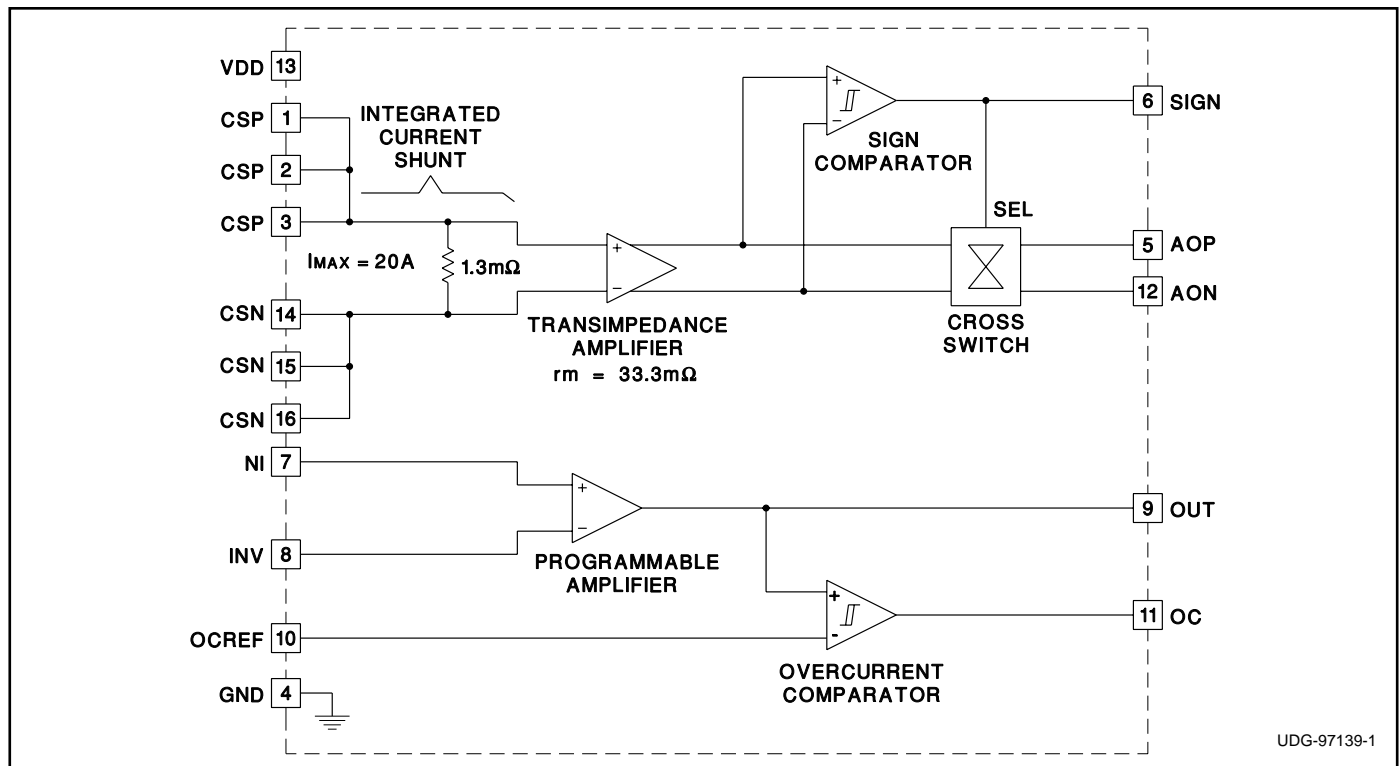 VDD 13
CSP 1
CSP 2
CSP 3
CSN 14
CSN 15
CSN 16
NI 7
INV 8
OCREF 10
GND 4
INTEGRATED
CURRENT
SHUNT
IMAX = 20A
1.3mΩ
+
−
TRANSIMPEDANCE
AMPLIFIER
rm = 33.3mΩ
+
−
SIGN
COMPARATOR
SEL
CROSS
SWITCH
6 SIGN
5 AOP
12 AON
+
−
PROGRAMMABLE
AMPLIFIER
+
-
OVERCURRENT
COMPARATOR
9 OUT
11 OC
UDG-97139-1